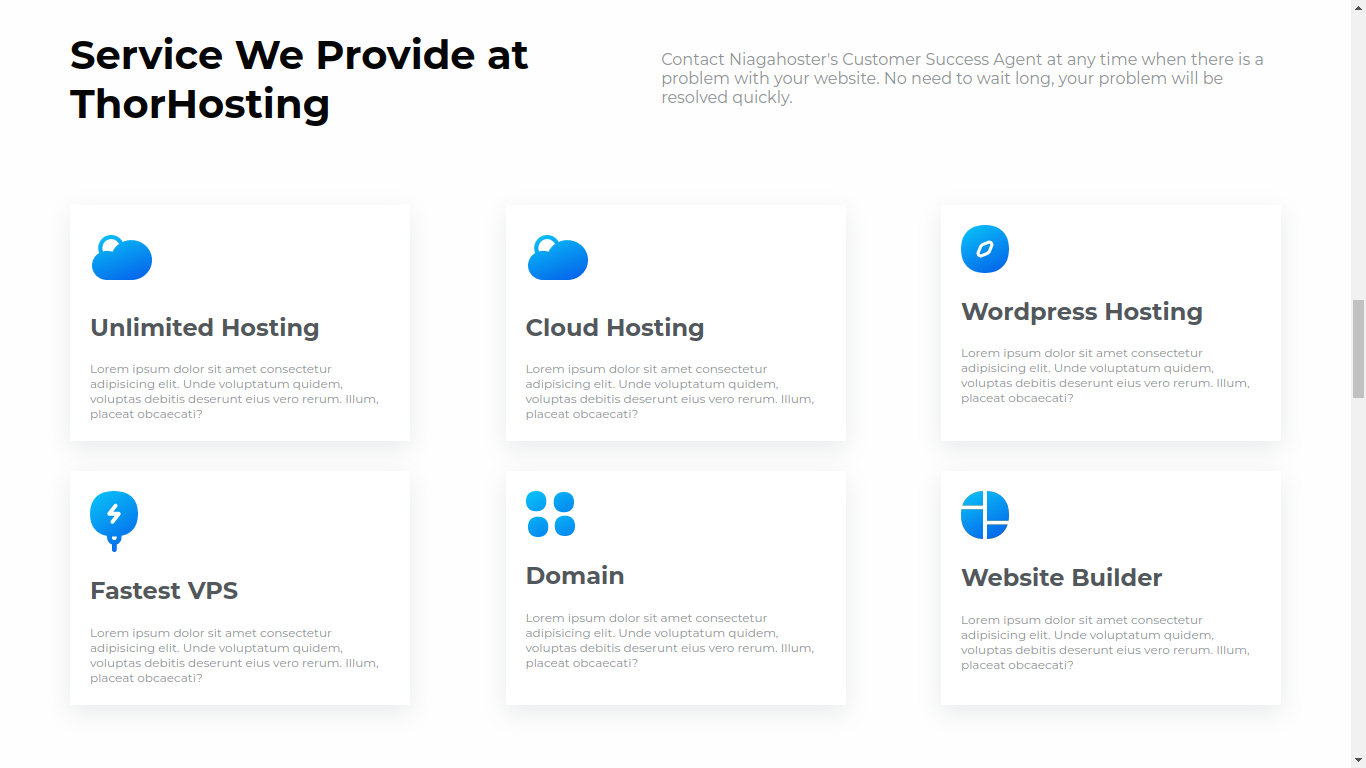 Service We Provide at
ThorHosting
Contact Niagahoster's Customer Success Agent at any time when there is a
problem with your website. No need to wait long, your problem will be
resolved quickly.
Unlimited Hosting
Lorem ipsum dolor sit amet consectetur
adipisicing elit. Unde voluptatum quidem,
voluptas debitis deserunt eius vero rerum. Illum,
placeat obcaecati?
Cloud Hosting
Lorem ipsum dolor sit amet consectetur
adipisicing elit. Unde voluptatum quidem,
voluptas debitis deserunt eius vero rerum. Illum,
placeat obcaecati?
Wordpress Hosting
Lorem ipsum dolor sit amet consectetur
adipisicing elit. Unde voluptatum quidem,
voluptas debitis deserunt eius vero rerum. Illum,
placeat obcaecati?
Fastest VPS
Lorem ipsum dolor sit amet consectetur
adipisicing elit. Unde voluptatum quidem,
voluptas debitis deserunt eius vero rerum. Illum,
placeat obcaecati?
Domain
Lorem ipsum dolor sit amet consectetur
adipisicing elit. Unde voluptatum quidem,
voluptas debitis deserunt eius vero rerum. Illum,
placeat obcaecati?
Website Builder
Lorem ipsum dolor sit amet consectetur
adipisicing elit. Unde voluptatum quidem,
voluptas debitis deserunt eius vero rerum. Illum,
placeat obcaecati?